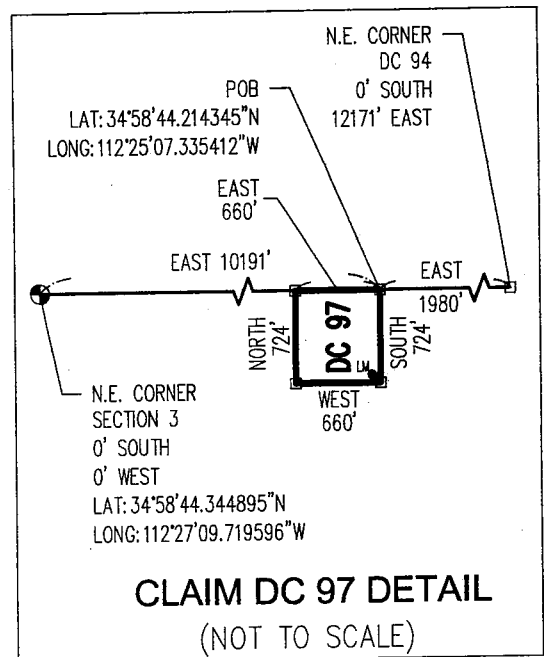 N.E. CORNER
DC 94
0' SOUTH
12171' EAST
POB
LAT: 34°58'44.214345"N
LONG: 112°25'07.335412"W
EAST
660'
EAST 10191'
EAST
1980'
NORTH
724'
DC 97
LM
SOUTH
724'
WEST
660'
N.E. CORNER
SECTION 3
0' SOUTH
0' WEST
LAT: 34°58'44.344895"N
LONG: 112°27'09.719596"W
CLAIM DC 97 DETAIL
(NOT TO SCALE)